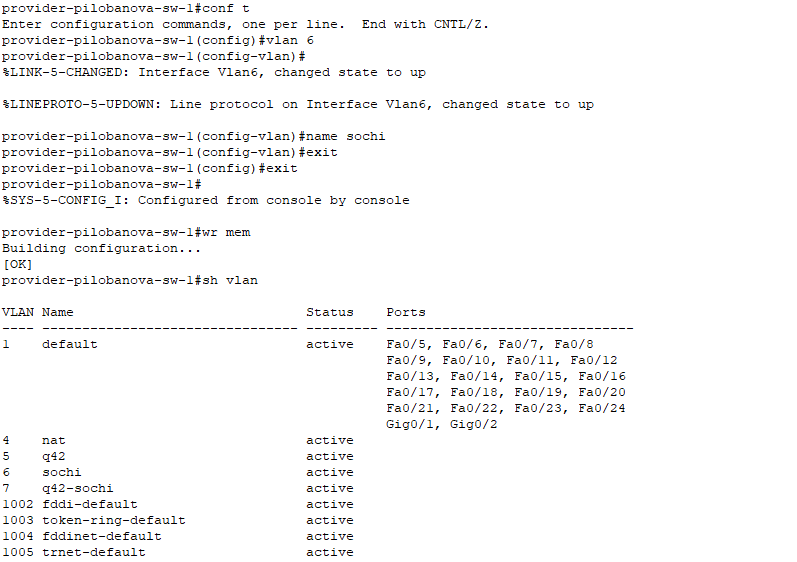 provider-pilobanova-sw-1#conf t
Enter configuration commands, one per line.  End with CNTL/Z.
provider-pilobanova-sw-1(config)#vlan 6
provider-pilobanova-sw-1(config-vlan)#
%LINK-5-CHANGED: Interface Vlan6, changed state to up
%LINEPROTO-5-UPDOWN: Line protocol on Interface Vlan6, changed state to up
provider-pilobanova-sw-1(config-vlan)#name sochi
provider-pilobanova-sw-1(config-vlan)#exit
provider-pilobanova-sw-1(config)#exit
provider-pilobanova-sw-1#
%SYS-5-CONFIG_I: Configured from console by console
provider-pilobanova-sw-1#wr mem
Building configuration...
[OK]
provider-pilobanova-sw-1#sh vlan
VLAN Name                             Status    Ports
---- -------------------------------- --------- -------------------------------
1    default                          active    Fa0/5, Fa0/6, Fa0/7, Fa0/8
                                                Fa0/9, Fa0/10, Fa0/11, Fa0/12
                                                Fa0/13, Fa0/14, Fa0/15, Fa0/16
                                                Fa0/17, Fa0/18, Fa0/19, Fa0/20
                                                Fa0/21, Fa0/22, Fa0/23, Fa0/24
                                                Gig0/1, Gig0/2
4    nat                              active
5    q42                              active
6    sochi                            active
7    q42-sochi                        active
1002 fddi-default                     active
1003 token-ring-default               active
1004 fddinet-default                  active
1005 trnet-default                    active